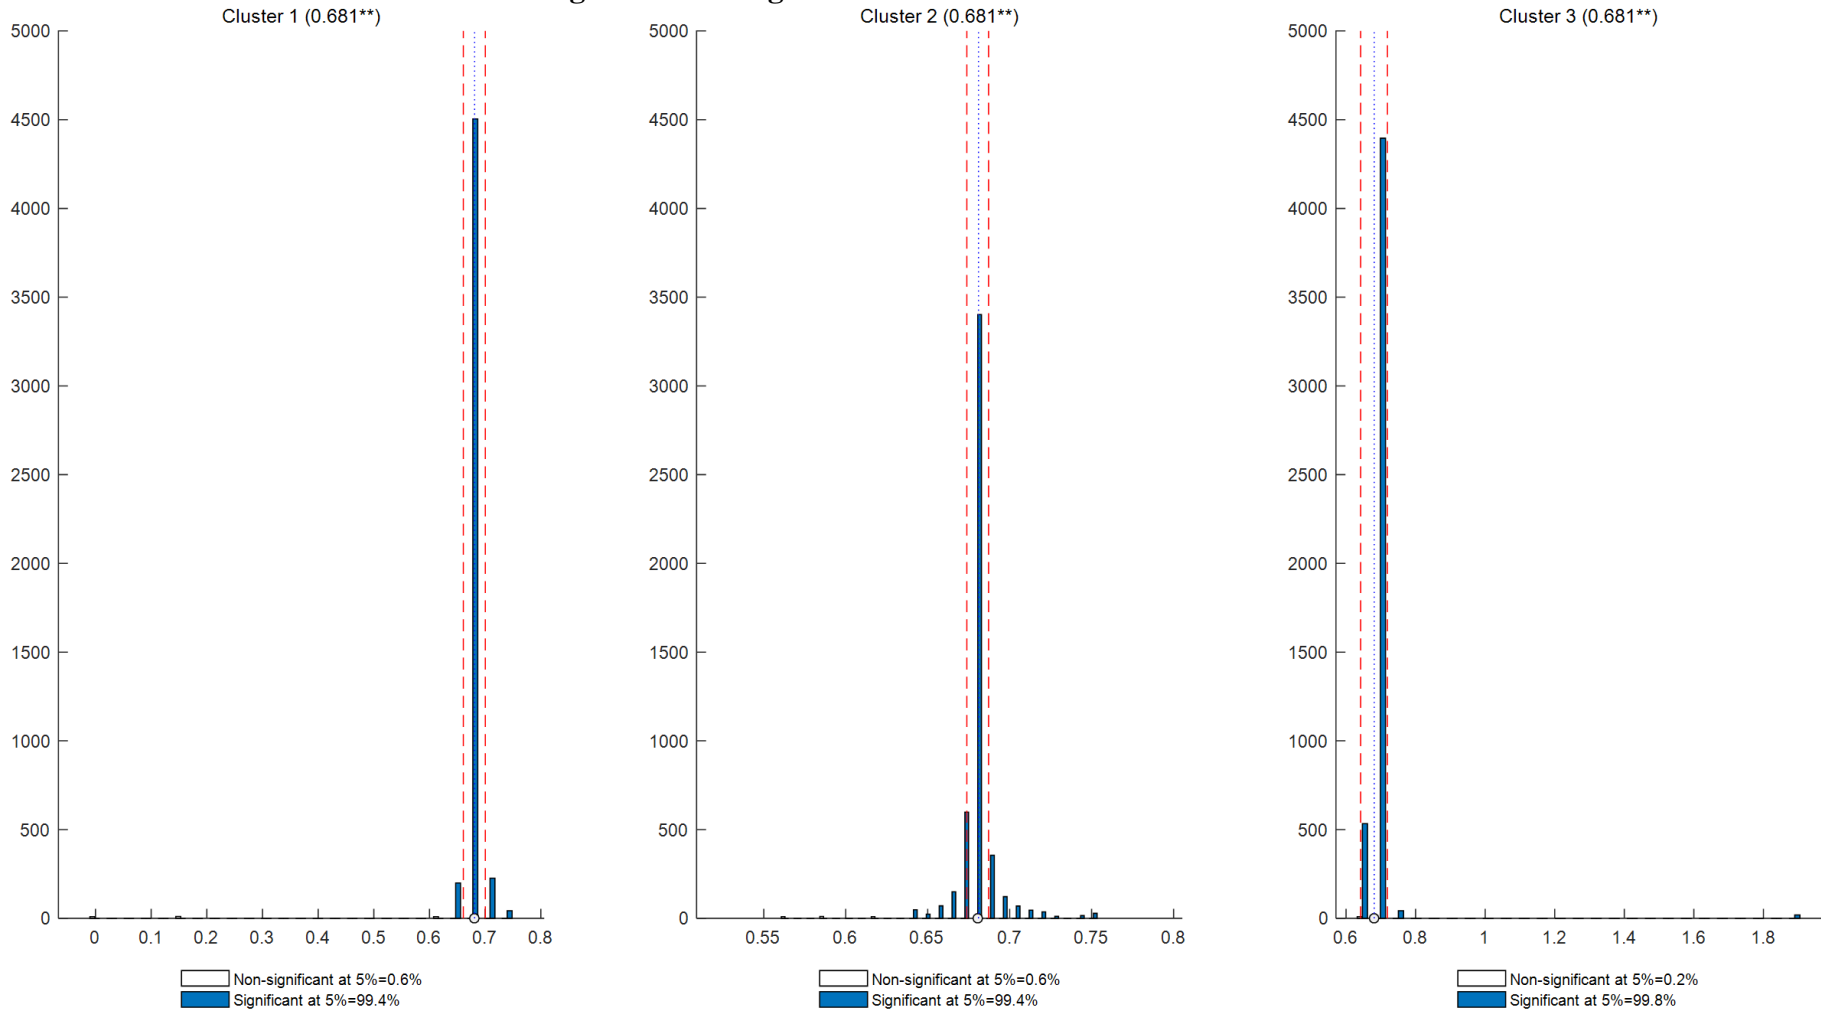 Cluster 1 (0.681**)
5000
4500
4000
3500
3000
2500
2000
1500
1000
500
0
0 0.1 0.2 0.3 0.4 0.5 0.6 0.7 0.8
Non-significant at 5%=0.6%
Significant at 5%=99.4%
Cluster 2 (0.681**)
5000
4500
4000
3500
3000
2500
2000
1500
1000
500
0
0.55 0.6 0.65 0.7 0.75 0.8
Non-significant at 5%=0.6%
Significant at 5%=99.4%
Cluster 3 (0.681**)
5000
4500
4000
3500
3000
2500
2000
1500
1000
500
0
0.6 0.8 1 1.2 1.4 1.6 1.8
Non-significant at 5%=0.2%
Significant at 5%=99.8%